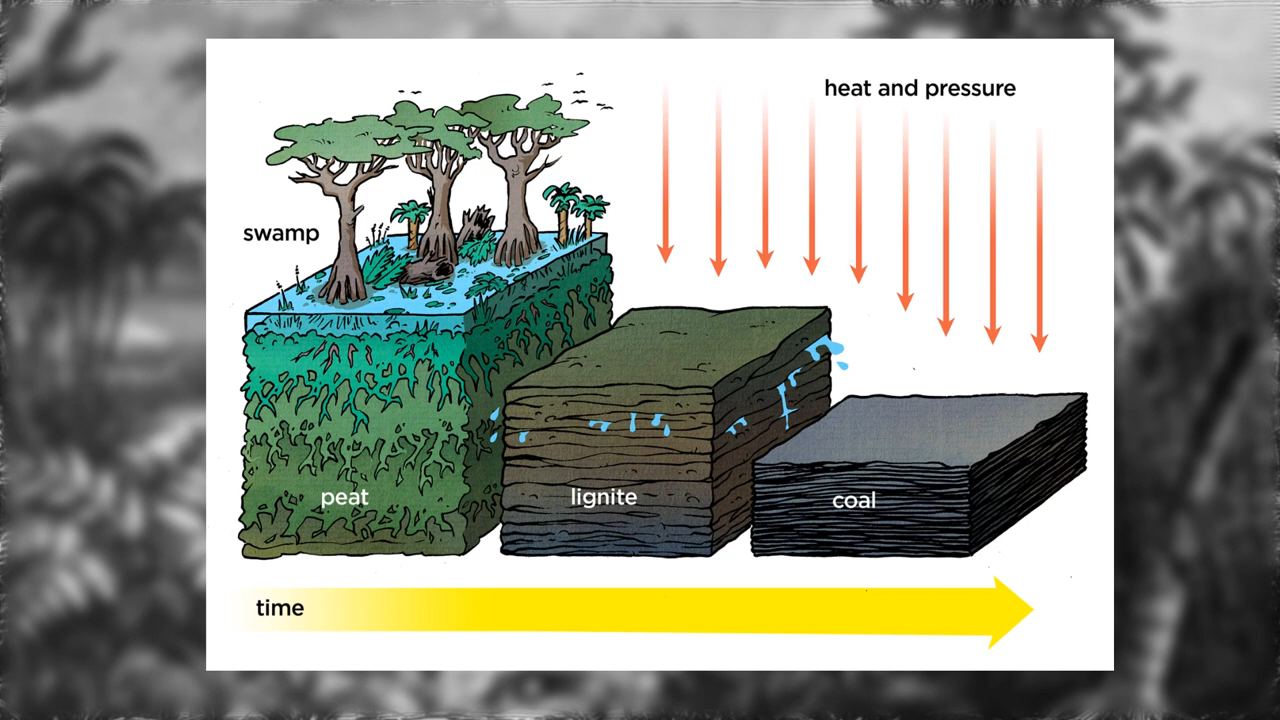 heat and pressure
swamp
peat
lignite
coal
time